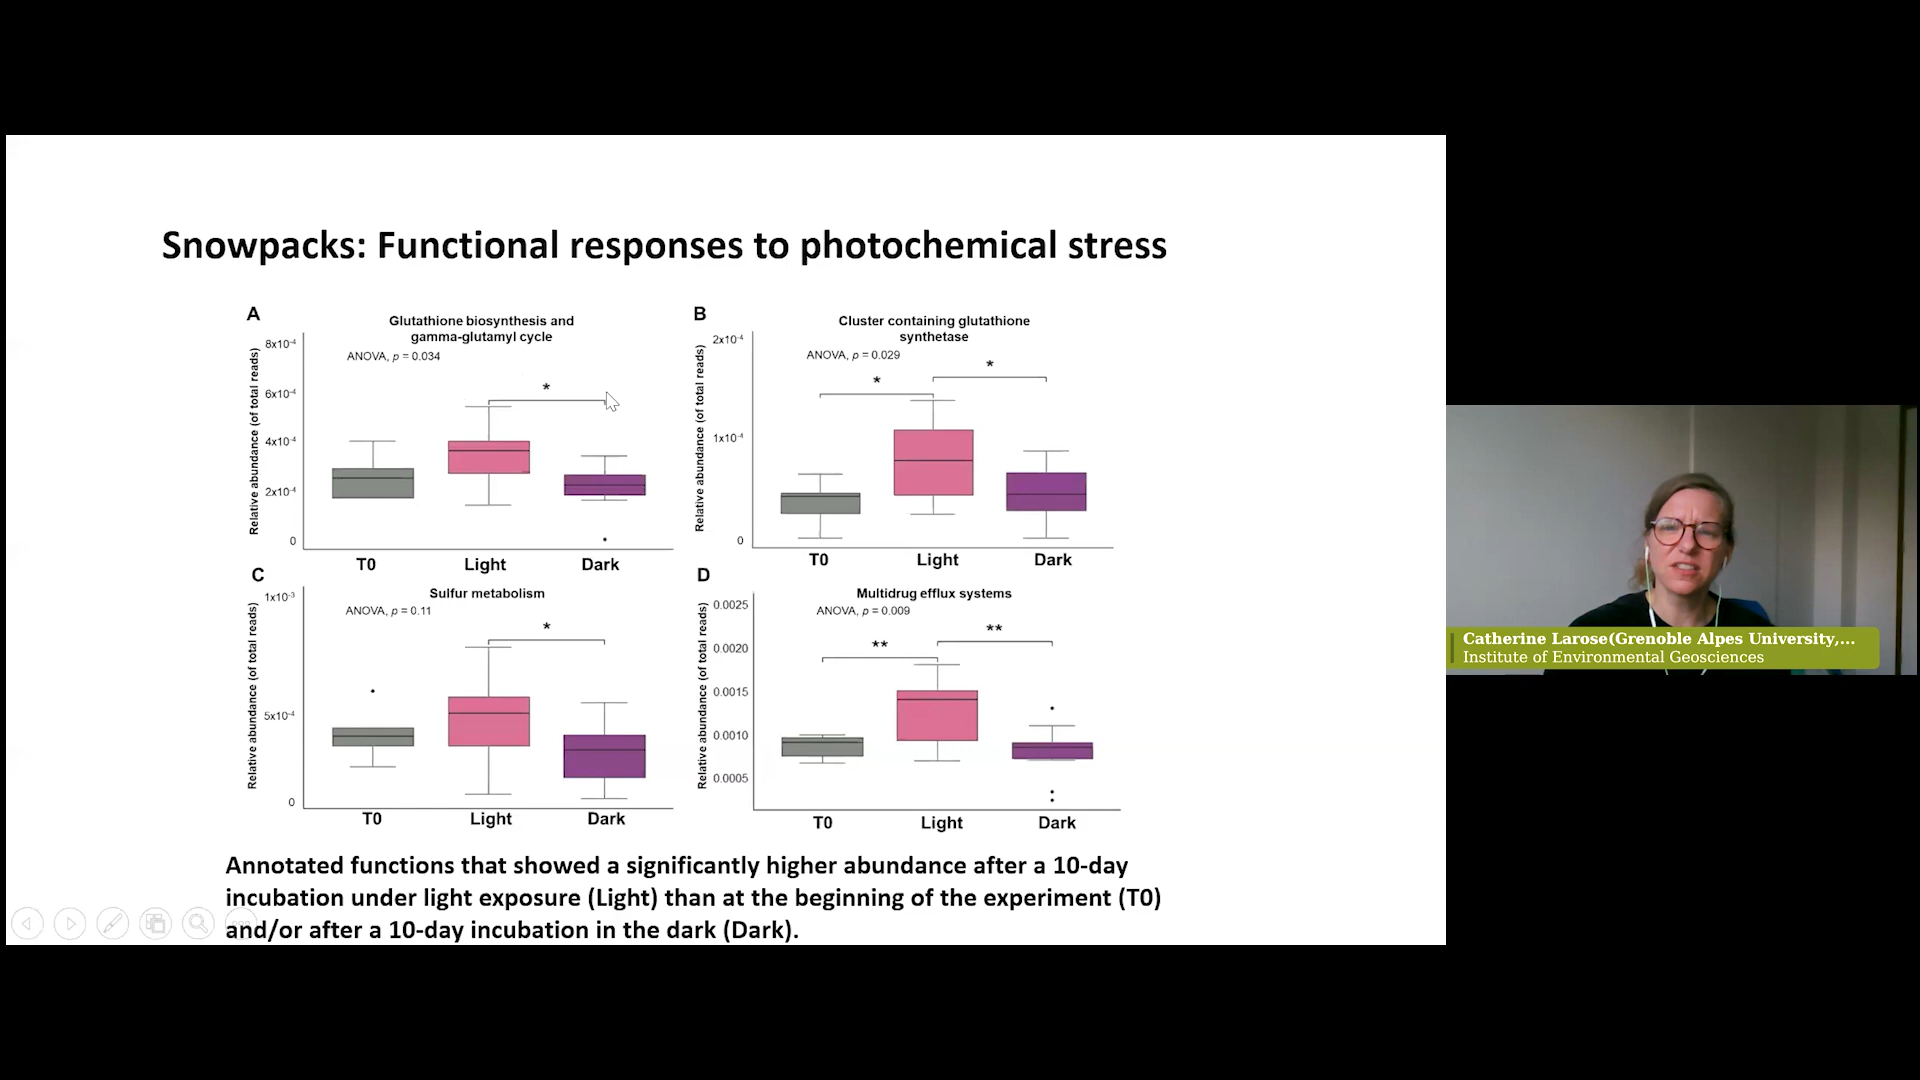 Snowpacks: Functional responses to photochemical stress
A
Glutathione biosynthesis and
gamma-glutamyl cycle
ANOVA, p = 0.034
Relative abundance (of total reads)
8x10⁻⁴
6x10⁻⁴
4x10⁻⁴
2x10⁻⁴
0
*
T0 Light Dark
B
Cluster containing glutathione
synthetase
ANOVA, p = 0.029
Relative abundance (of total reads)
2x10⁻⁴
1x10⁻⁴
0
* *
T0 Light Dark
C
Sulfur metabolism
ANOVA, p = 0.11
Relative abundance (of total reads)
1x10⁻³
5x10⁻⁴
0
*
T0 Light Dark
D
Multidrug efflux systems
ANOVA, p = 0.009
Relative abundance (of total reads)
0.0025
0.0020
0.0015
0.0010
0.0005
** **
T0 Light Dark
Annotated functions that showed a significantly higher abundance after a 10-day
incubation under light exposure (Light) than at the beginning of the experiment (T0)
and/or after a 10-day incubation in the dark (Dark).
Catherine Larose(Grenoble Alpes University,...
Institute of Environmental Geosciences